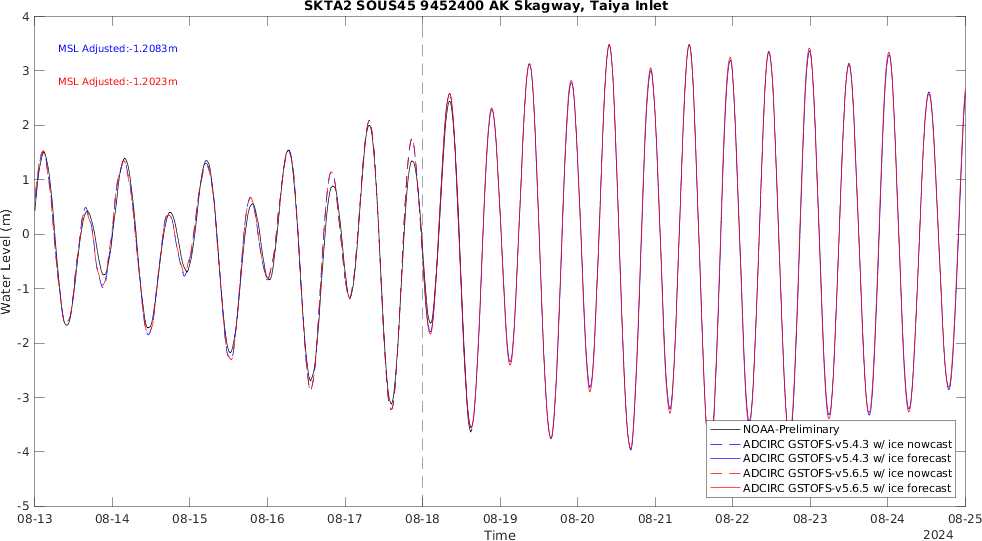 SKTA2 SOUS45 9452400 AK Skagway, Taiya Inlet
MSL Adjusted:-1.2083m
MSL Adjusted:-1.2023m
Water Level (m)
4
3
2
1
0
-1
-2
-3
-4
-5
NOAA-Preliminary
ADCIRC GSTOFS-v5.4.3 w/ ice nowcast
ADCIRC GSTOFS-v5.4.3 w/ ice forecast
ADCIRC GSTOFS-v5.6.5 w/ ice nowcast
ADCIRC GSTOFS-v5.6.5 w/ ice forecast
08-13 08-14 08-15 08-16 08-17 08-18 08-19 08-20 08-21 08-22 08-23 08-24 08-25
Time
2024